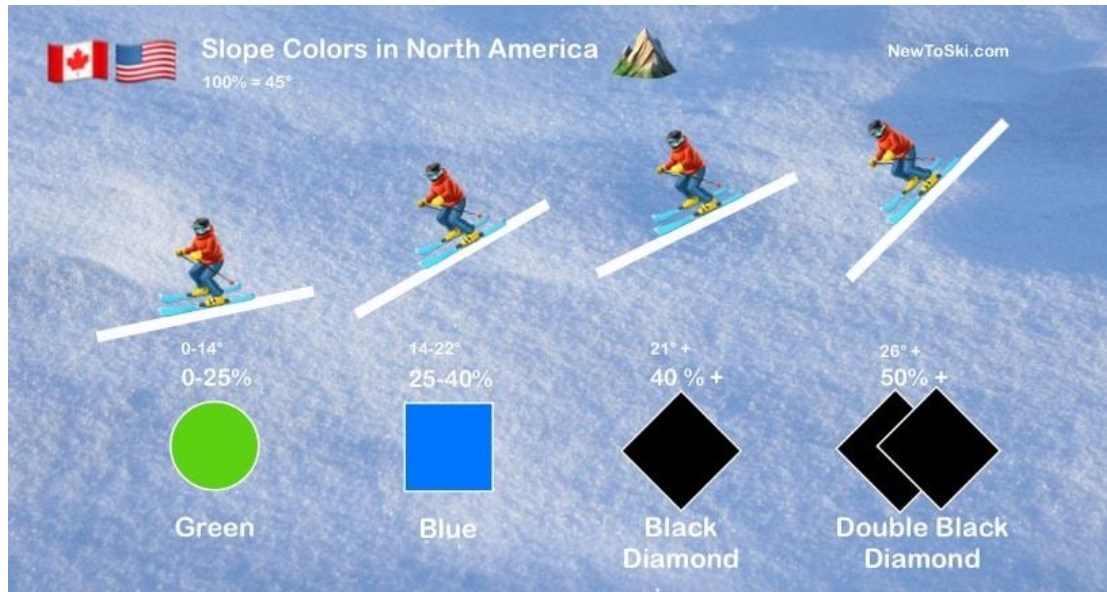 Slope Colors in North America
NewToSki.com
100% = 45°
0-14°
0-25%
Green
14-22°
25-40%
Blue
21° +
40 % +
Black
Diamond
26° +
50% +
Double Black
Diamond